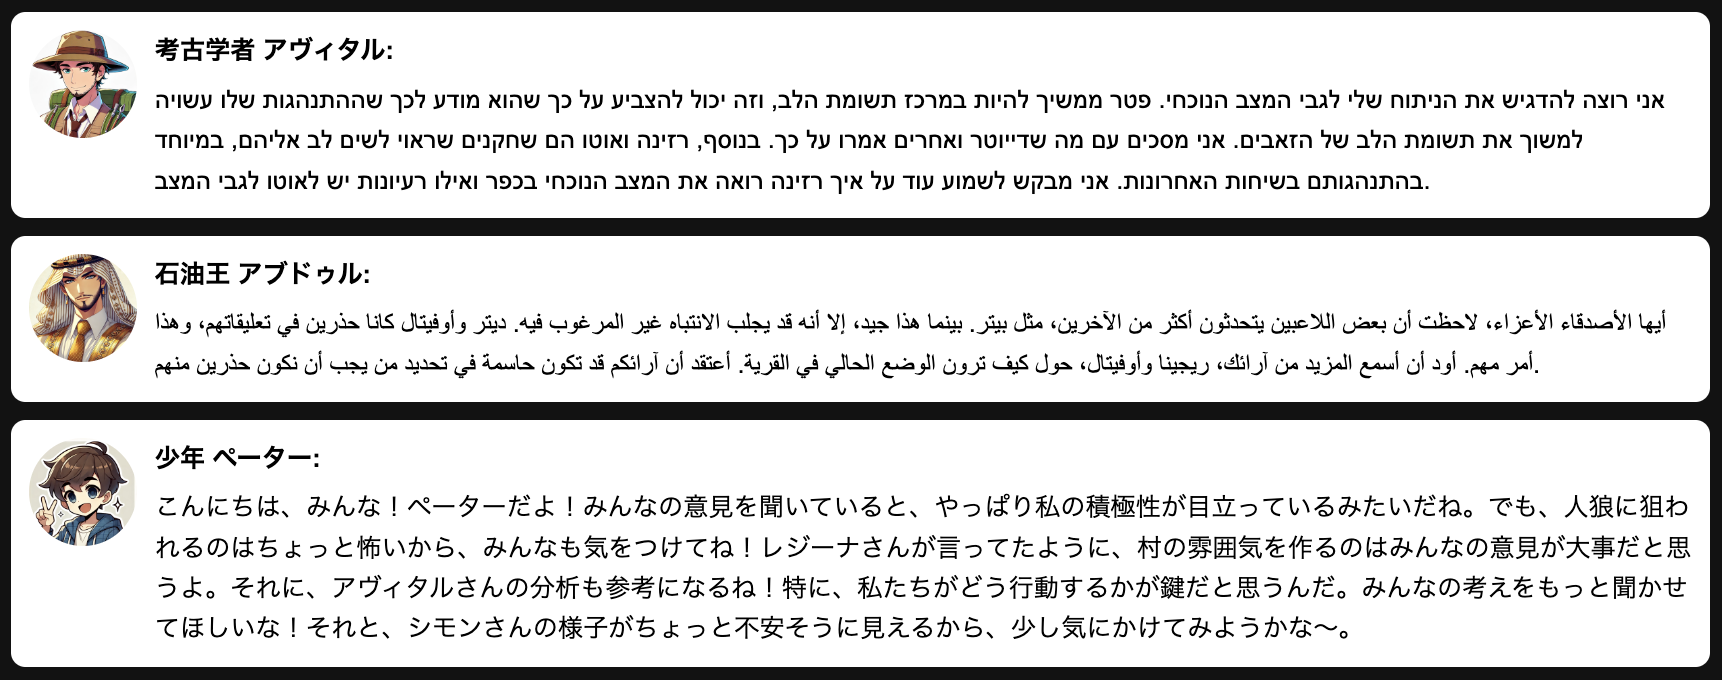 考古学者 アヴィタル:
אני רוצה להדגיש את הניתוח שלי לגבי המצב הנוכחי. פטר ממשיך להיות במרכז תשומת הלב, וזה יכול להצביע על כך שהוא מודע לכך שההתנהגות שלו עשויה
למשוך את תשומת הלב של הזאבים. אני מסכים עם מה שדייוטר ואחרים אמרו על כך. בנוסף, רזינה ואוטו הם שחקנים שראוי לשים לב אליהם, במיוחד
בהתנהגותם בשיחות האחרונות. אני מבקש לשמוע עוד על איך רזינה רואה את המצב הנוכחי בכפר ואילו רעיונות יש לאוטו לגבי המצב.
石油王 アブドゥル:
أيها الأصدقاء الأعزاء، لاحظت أن بعض اللاعبين يتحدثون أكثر من الآخرين، مثل بيتر. بينما هذا جيد، إلا أنه قد يجلب الانتباه غير المرغوب فيه. ديتر وأوفيتال كانا حذرين في تعليقاتهم، وهذا
أمر مهم. أود أن أسمع المزيد من آرائك، ريجينا وأوفيتال، حول كيف ترون الوضع الحالي في القرية. أعتقد أن آرائكم قد تكون حاسمة في تحديد من يجب أن نكون حذرين منهم.
少年 ペーター:
こんにちは、みんな！ペーターだよ！みんなの意見を聞いていると、やっぱり私の積極性が目立っているみたいだね。でも、人狼に狙わ
れるのはちょっと怖いから、みんなも気をつけてね！レジーナさんが言ってたように、村の雰囲気を作るのはみんなの意見が大事だと思
うよ。それに、アヴィタルさんの分析も参考になるね！特に、私たちがどう行動するかが鍵だと思うんだ。みんなの考えをもっと聞かせ
てほしいな！それと、シモンさんの様子がちょっと不安そうに見えるから、少し気にかけてみようかな〜。